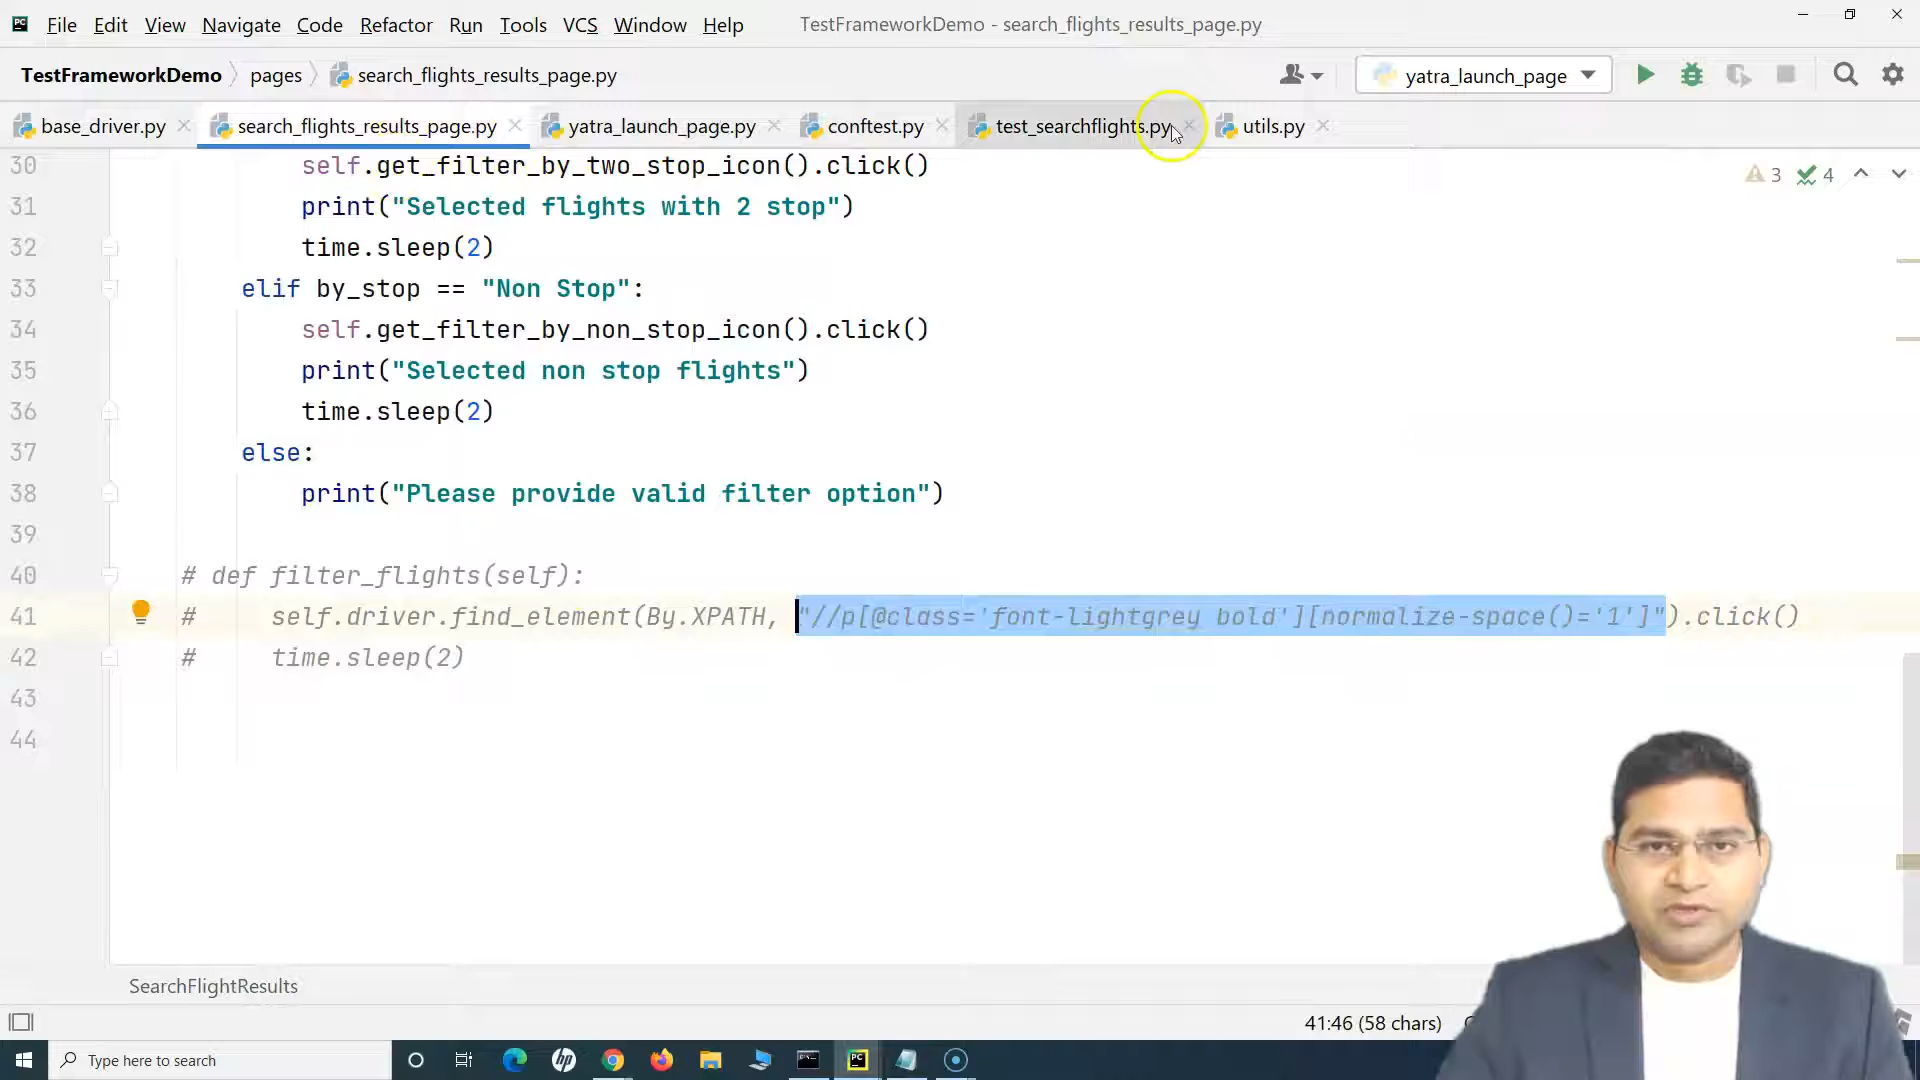 File Edit View Navigate Code Refactor Run Tools VCS Window Help TestFrameworkDemo - search_flights_results_page.py
TestFrameworkDemo pages search_flights_results_page.py yatra_launch_page
base_driver.py search_flights_results_page.py yatra_launch_page.py conftest.py test_searchflights.py utils.py
3 4
30 self.get_filter_by_two_stop_icon().click()
31 print("Selected flights with 2 stop")
32 time.sleep(2)
33 elif by_stop == "Non Stop":
34 self.get_filter_by_non_stop_icon().click()
35 print("Selected non stop flights")
36 time.sleep(2)
37 else:
38 print("Please provide valid filter option")
39
40 # def filter_flights(self):
41 # self.driver.find_element(By.XPATH, "//p[@class='font-lightgrey bold'][normalize-space()='1']").click()
42 # time.sleep(2)
43
44
SearchFlightResults
41:46 (58 chars)
Type here to search